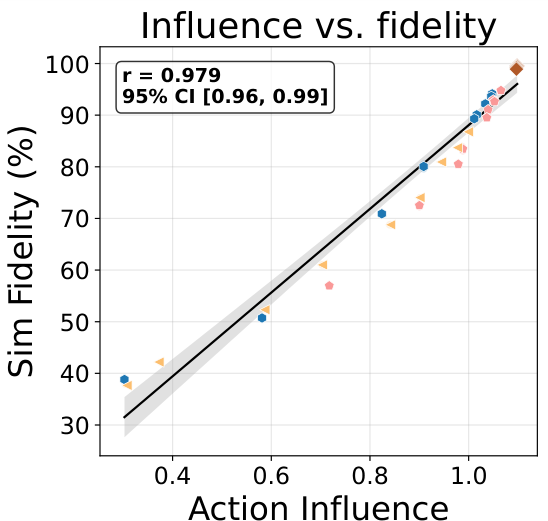 Influence vs. fidelity
r = 0.979
95% CI [0.96, 0.99]
Sim Fidelity (%)
100
90
80
70
60
50
40
30
0.4 0.6 0.8 1.0
Action Influence